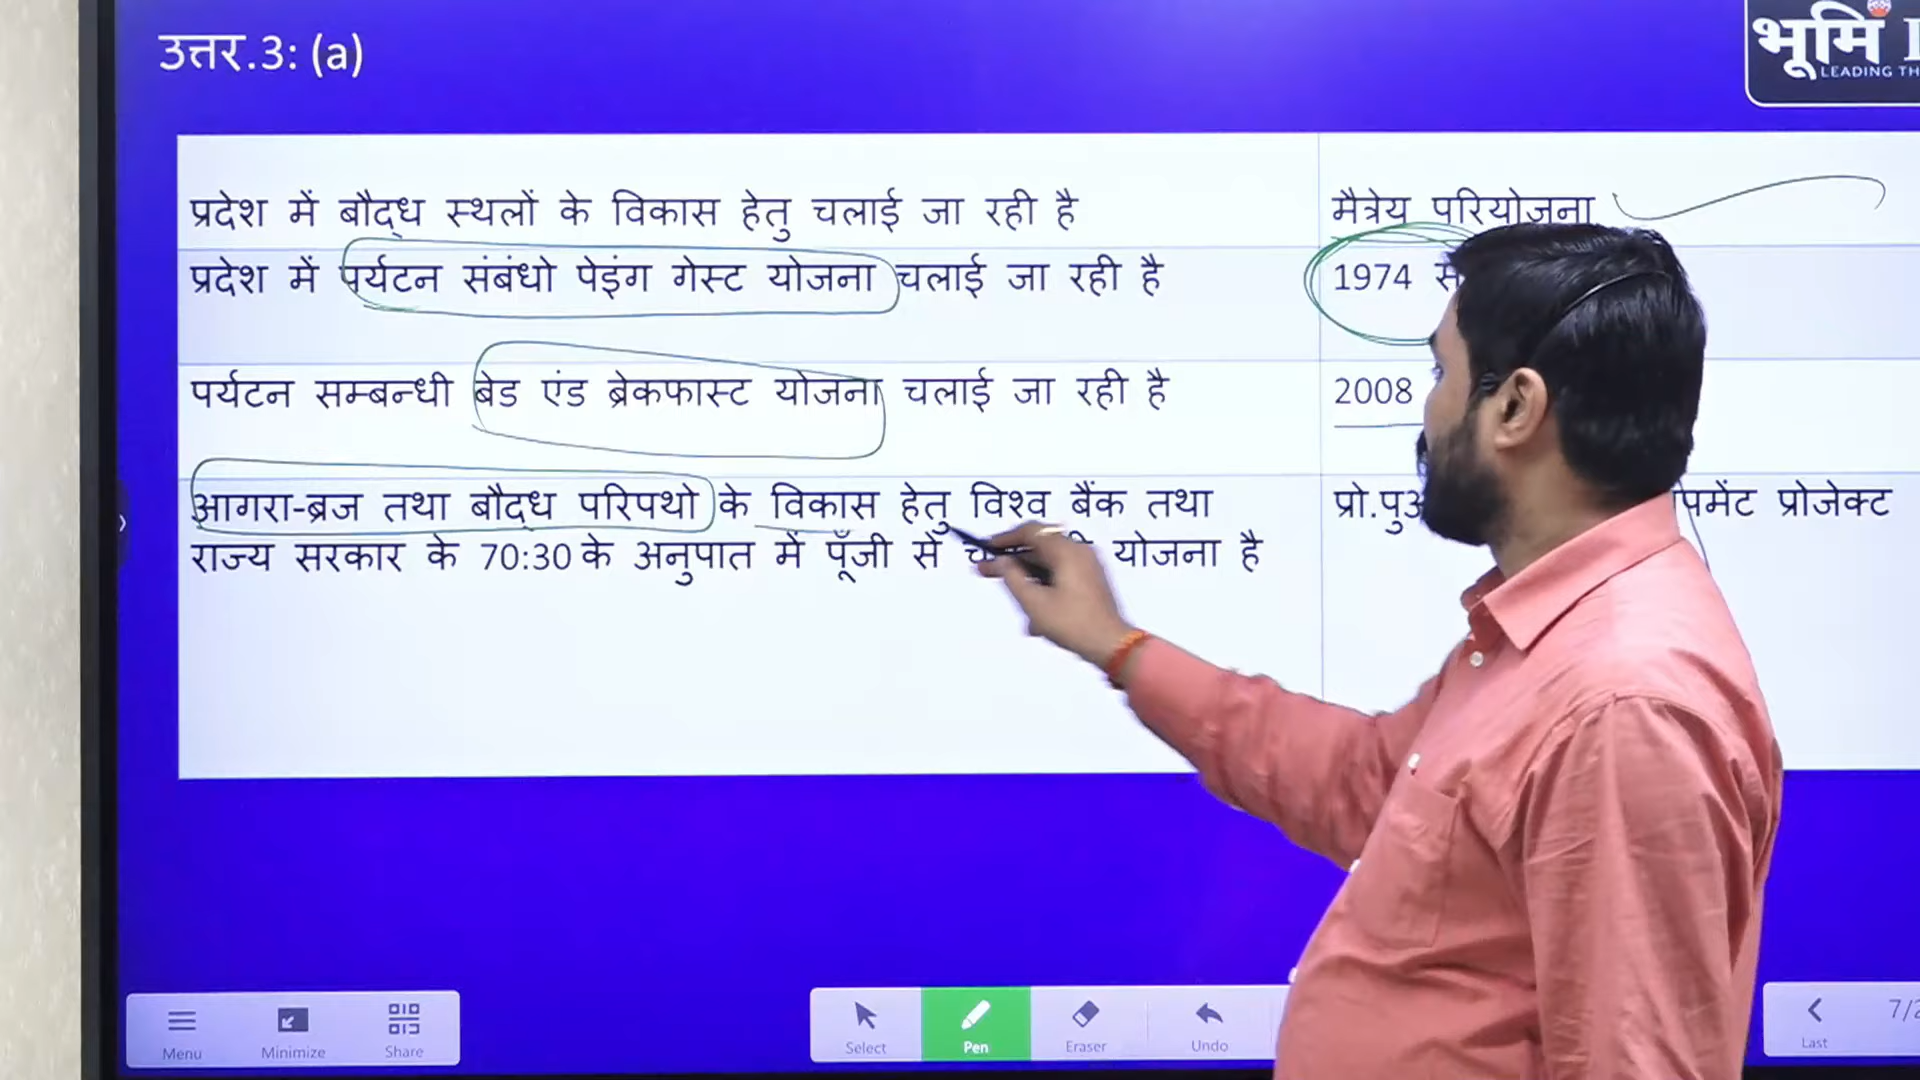 उत्तर.3: (a)
भूमि
LEADING TH
प्रदेश में बौद्ध स्थलों के विकास हेतु चलाई जा रही है
मैत्रेय परियोजना
प्रदेश में पर्यटन संबंधो पेइंग गेस्ट योजना चलाई जा रही है
1974 स
पर्यटन सम्बन्धी बेड एंड ब्रेकफास्ट योजना चलाई जा रही है
2008
आगरा-ब्रज तथा बौद्ध परिपथो के विकास हेतु विश्व बैंक तथा
राज्य सरकार के 70:30 के अनुपात में पूँजी से योजना है
प्रो.पुअ पमेंट प्रोजेक्ट
Menu
Minimize
Share
Select
Pen
Eraser
Undo
Last
7/2